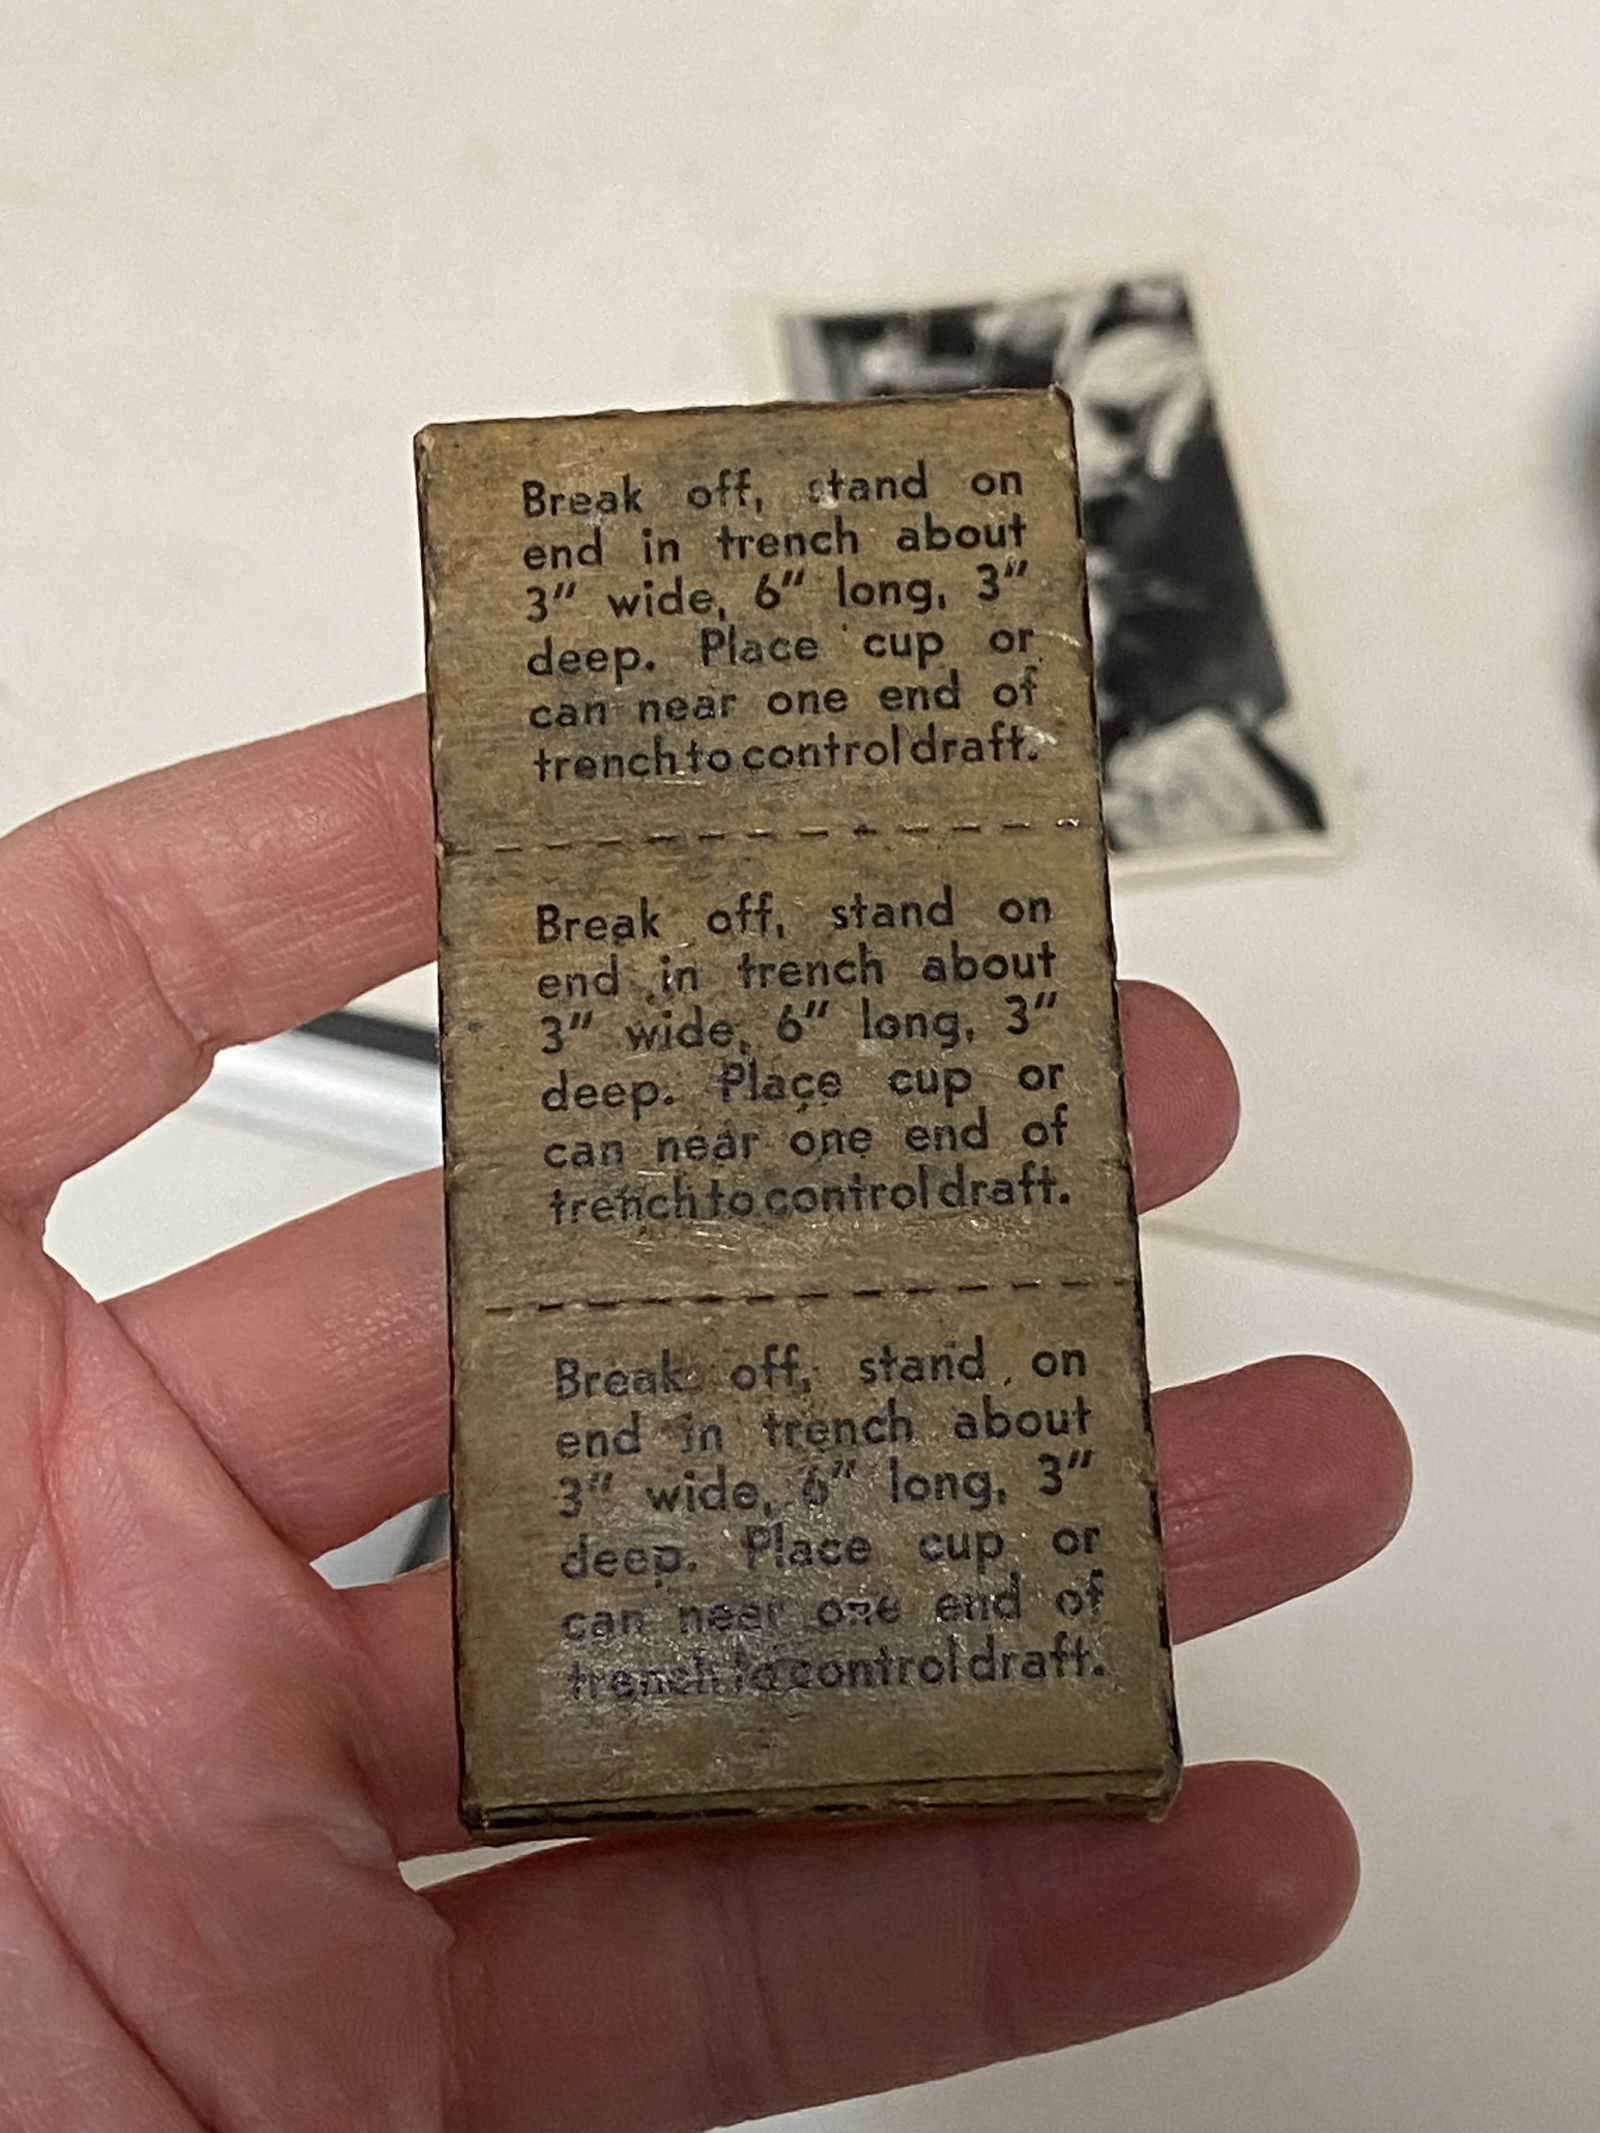 Break off, stand on
end in trench about
3" wide, 6" long, 3"
deep. Place cup or
can near one end of
trench to control draft.
Break off, stand on
end in trench about
3" wide, 6" long, 3"
deep. Place cup or
can near one end of
trench to control draft.
Break off, stand on
end in trench about
3" wide, 6" long, 3"
deep. Place cup or
can near one end of
trench to control draft.